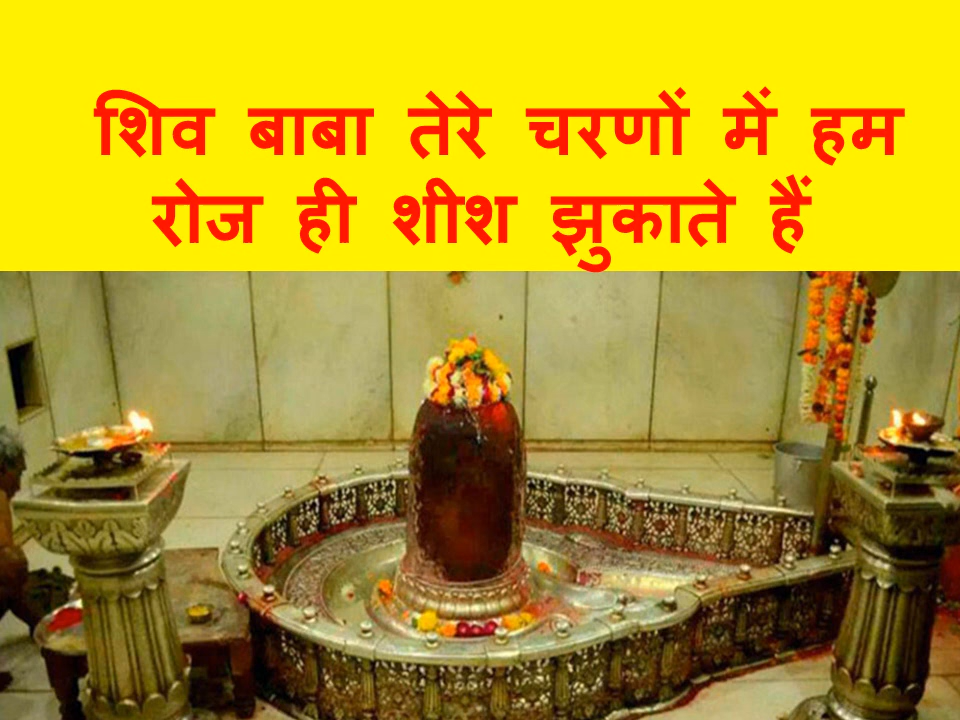 शिव बाबा तेरे चरणों में हम
रोज ही शीश झुकाते हैं